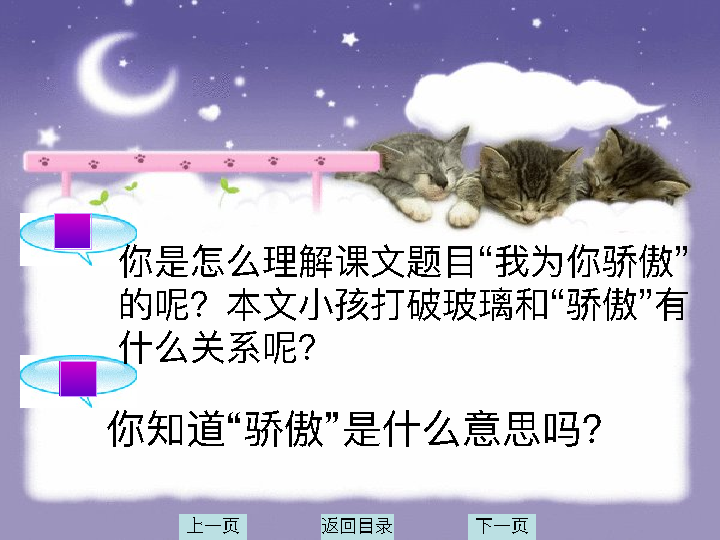 你是怎么理解课文题目“我为你骄傲”
的呢？本文小孩打破玻璃和“骄傲”有
什么关系呢？
你知道“骄傲”是什么意思吗？
上一页 返回目录 下一页